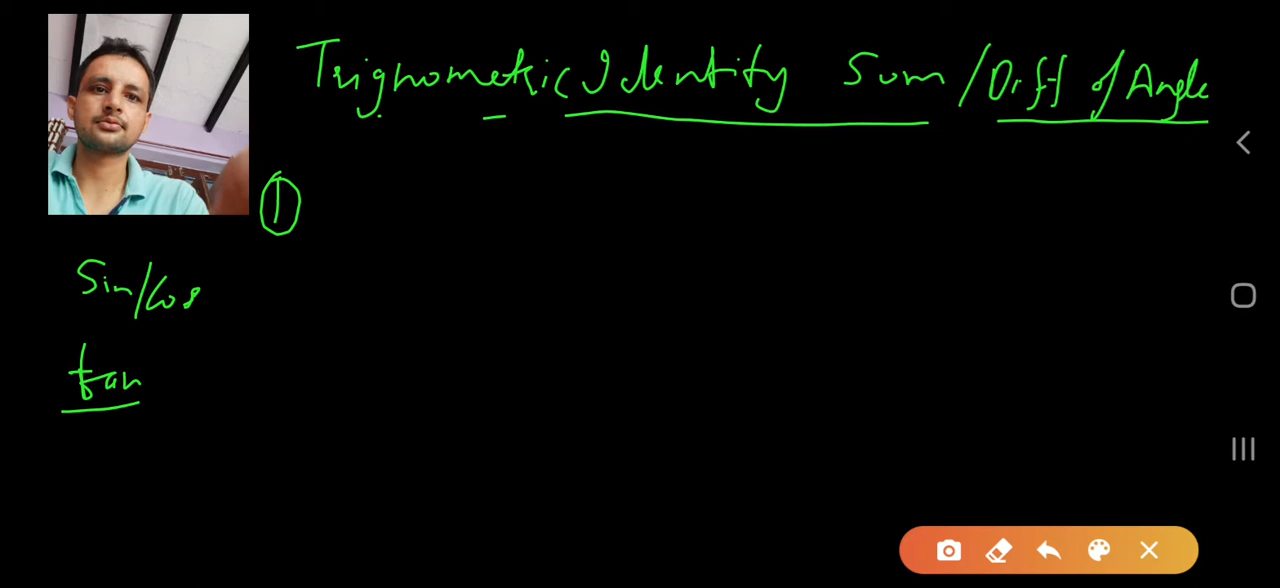 Trignometric Identity Sum / Diff of Angle
①
Sin/Cos
tan